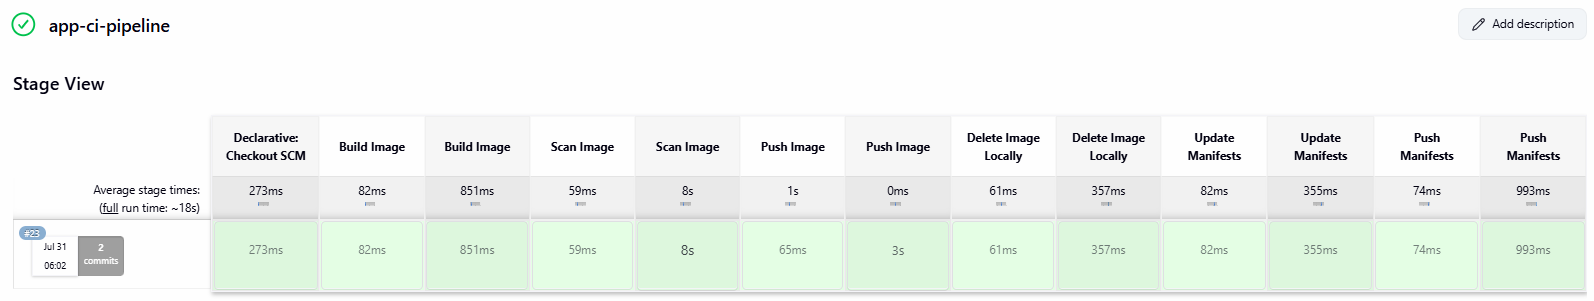 app-ci-pipeline
Add description
Stage View
Declarative: Checkout SCM
Build Image
Build Image
Scan Image
Scan Image
Push Image
Push Image
Delete Image Locally
Delete Image Locally
Update Manifests
Update Manifests
Push Manifests
Push Manifests
Average stage times:
(full run time: ~18s)
273ms
82ms
851ms
59ms
8s
1s
0ms
61ms
357ms
82ms
355ms
74ms
993ms
#23
Jul 31
06:02
2
commits
273ms
82ms
851ms
59ms
8s
65ms
3s
61ms
357ms
82ms
355ms
74ms
993ms